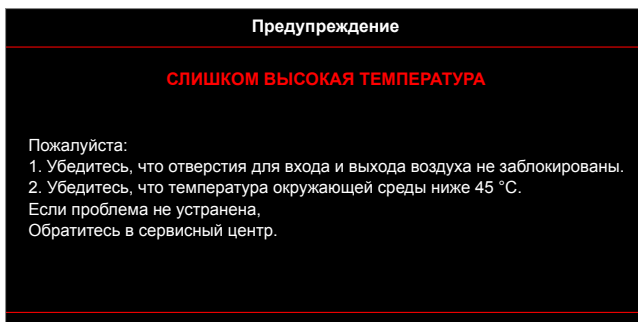 Предупреждение
СЛИШКОМ ВЫСОКАЯ ТЕМПЕРАТУРА
Пожалуйста:
1. Убедитесь, что отверстия для входа и выхода воздуха не заблокированы.
2. Убедитесь, что температура окружающей среды ниже 45 °C.
Если проблема не устранена,
Обратитесь в сервисный центр.